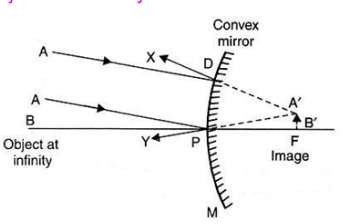 Convex
mirror
A
X
D
A
A′
B
B′
Y
P
F
Object at
infinity
Image
M